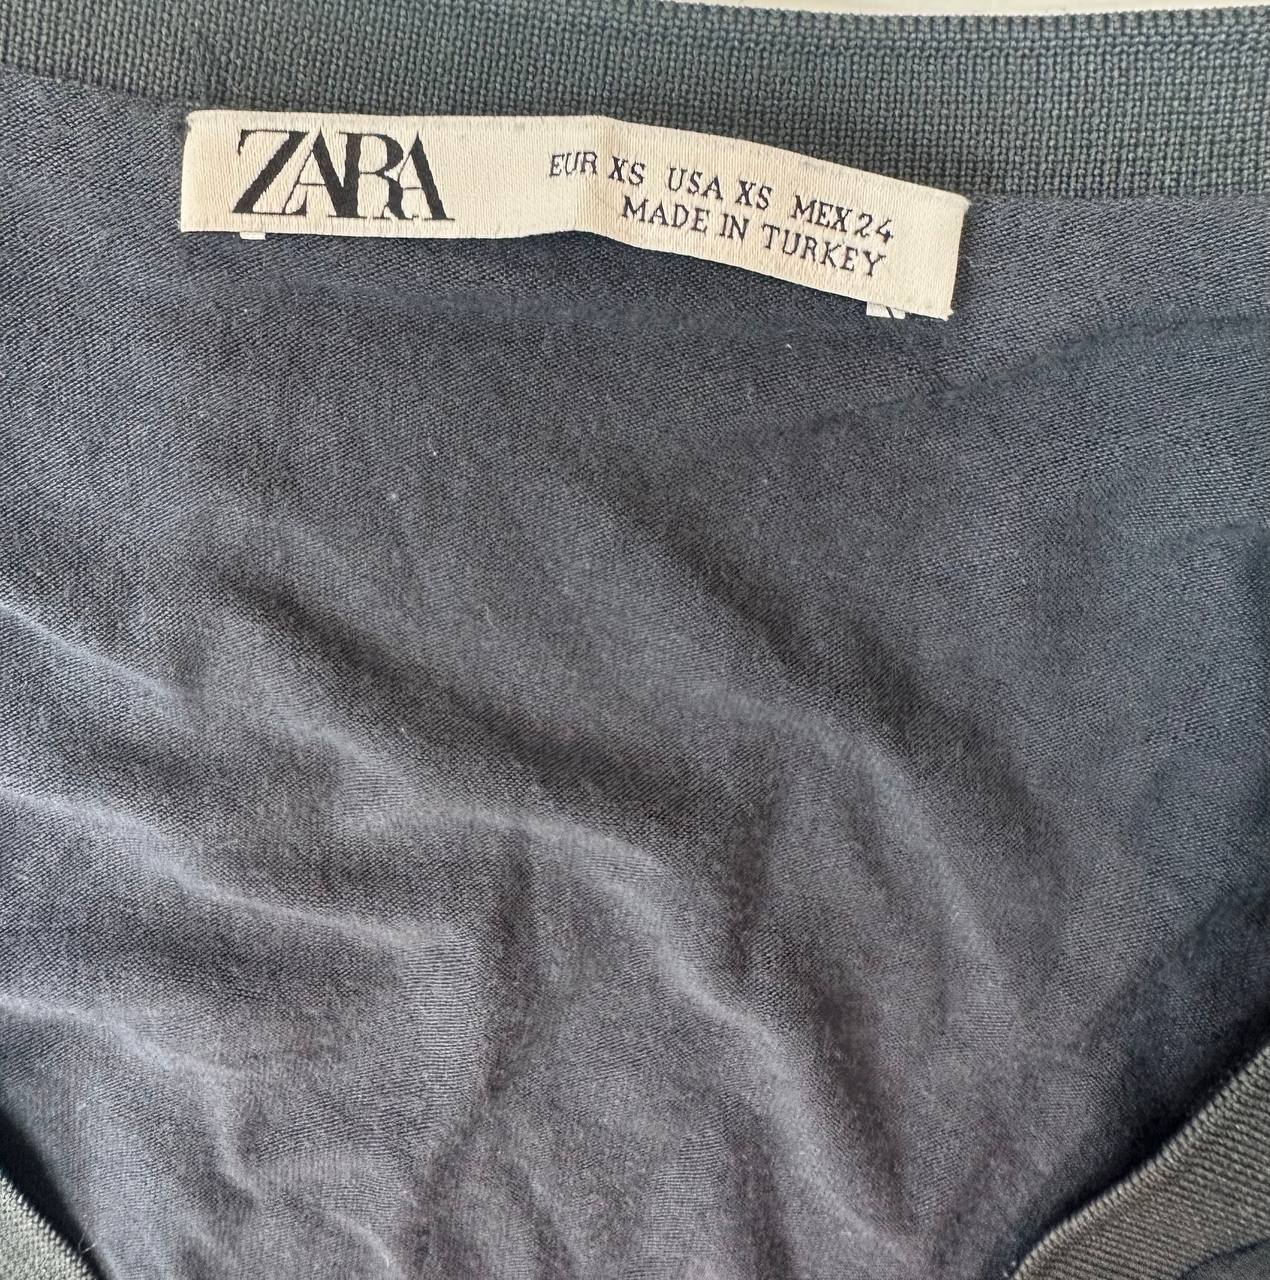 ZARA
EUR XS USA XS MEX 24
MADE IN TURKEY